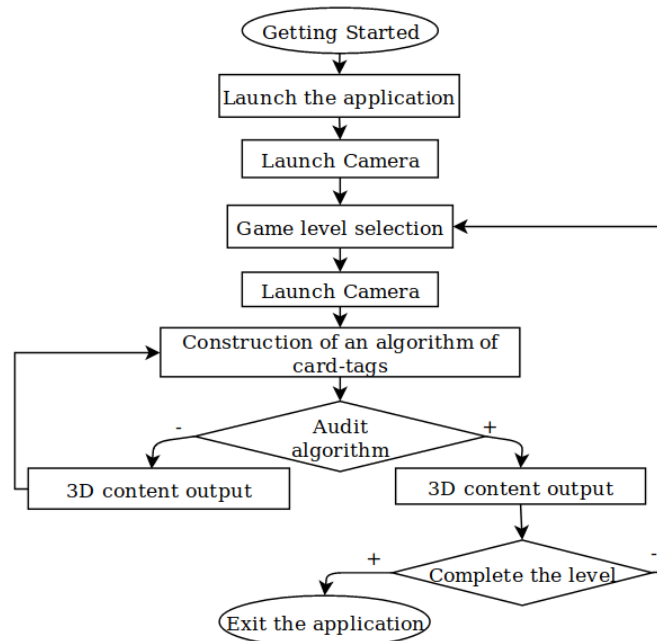 Getting Started
Launch the application
Launch Camera
Game level selection
Launch Camera
Construction of an algorithm of
card-tags
Audit
algorithm
-
+
3D content output
3D content output
Complete the level
+
-
Exit the application